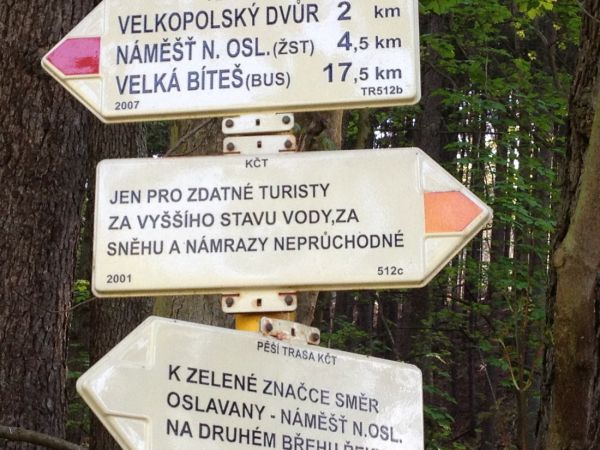 VELKOPOLSKÝ DVŮR 2 km
NÁMĚŠŤ N. OSL.(ŽST) 4,5 km
VELKÁ BÍTEŠ(BUS) 17,5 km
2007 TR512b
KČT
JEN PRO ZDATNÉ TURISTY
ZA VYŠŠÍHO STAVU VODY,ZA
SNĚHU A NÁMRAZY NEPRŮCHODNÉ
2001 512c
PĚŠÍ TRASA KČT
K ZELENÉ ZNAČCE SMĚR
OSLAVANY - NÁMĚŠŤ N.OSL.
NA DRUHÉM BŘEHU